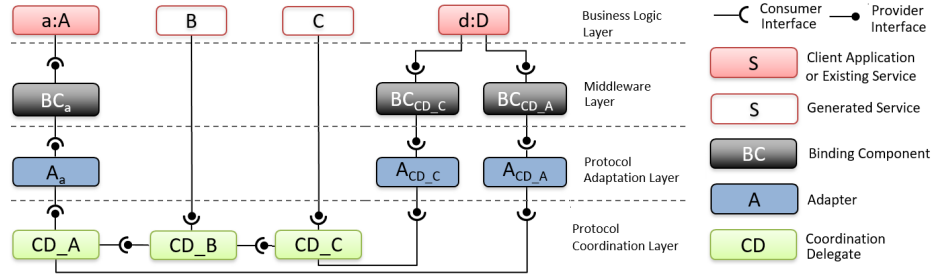 a:A
B
C
d:D
Business Logic
Layer
Consumer
Interface
Provider
Interface
S
Client Application
or Existing Service
BCa
BCCD_C
BCCD_A
Middleware
Layer
S
Generated Service
BC
Binding Component
Aa
ACD_C
ACD_A
Protocol
Adaptation Layer
A
Adapter
CD_A
CD_B
CD_C
Protocol
Coordination Layer
CD
Coordination
Delegate